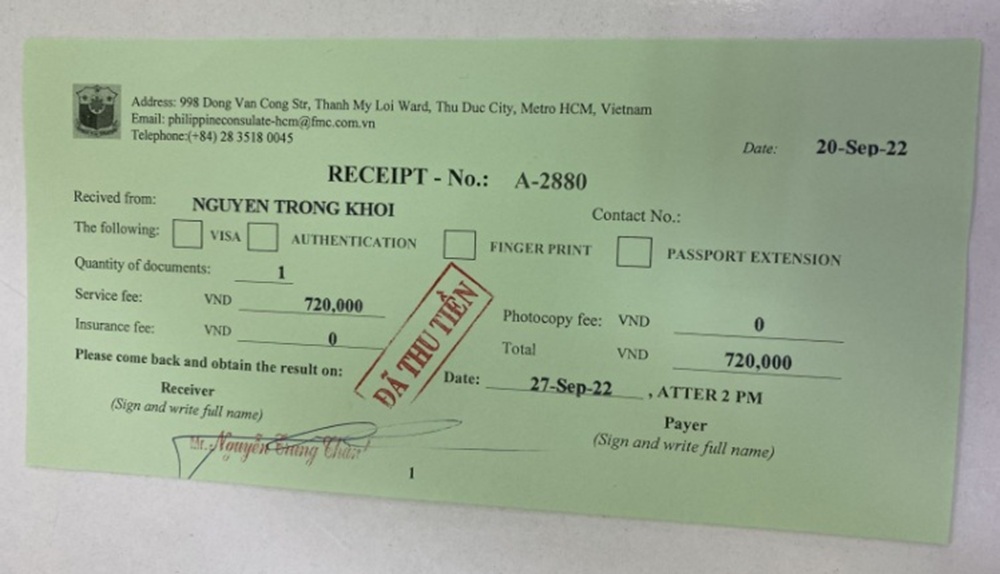 Address: 998 Dong Van Cong Str, Thanh My Loi Ward, Thu Duc City, Metro HCM, Vietnam
Email: philippineconsulate-hcm@fmc.com.vn
Telephone:(+84) 28 3518 0045
Date: 20-Sep-22
RECEIPT - No.: A-2880
Recived from: NGUYEN TRONG KHOI Contact No.:
The following: VISA AUTHENTICATION FINGER PRINT PASSPORT EXTENSION
Quantity of documents: 1
Service fee: VND 720,000 Photocopy fee: VND 0
Insurance fee: VND 0 Total VND 720,000
ĐÃ THU TIỀN
Please come back and obtain the result on: Date: 27-Sep-22 , ATTER 2 PM
Receiver Payer
(Sign and write full name) (Sign and write full name)
Mr. Nguyễn Trung
1